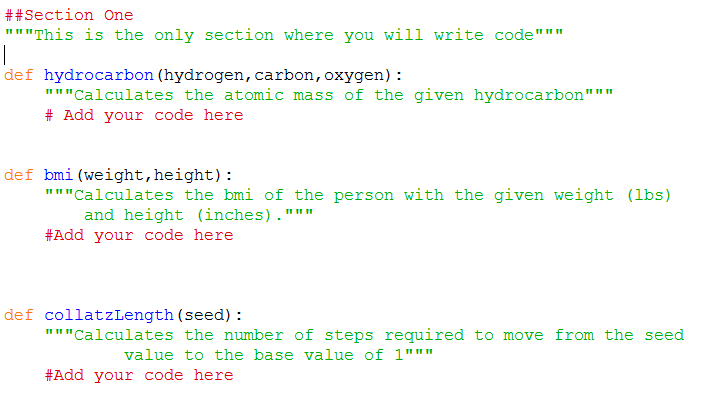 ##Section One
"""This is the only section where you will write code"""
def hydrocarbon(hydrogen,carbon,oxygen):
"""Calculates the atomic mass of the given hydrocarbon"""
# Add your code here
def bmi(weight,height):
"""Calculates the bmi of the person with the given weight (lbs)
and height (inches)."""
#Add your code here
def collatzLength(seed):
"""Calculates the number of steps required to move from the seed
value to the base value of 1"""
#Add your code here